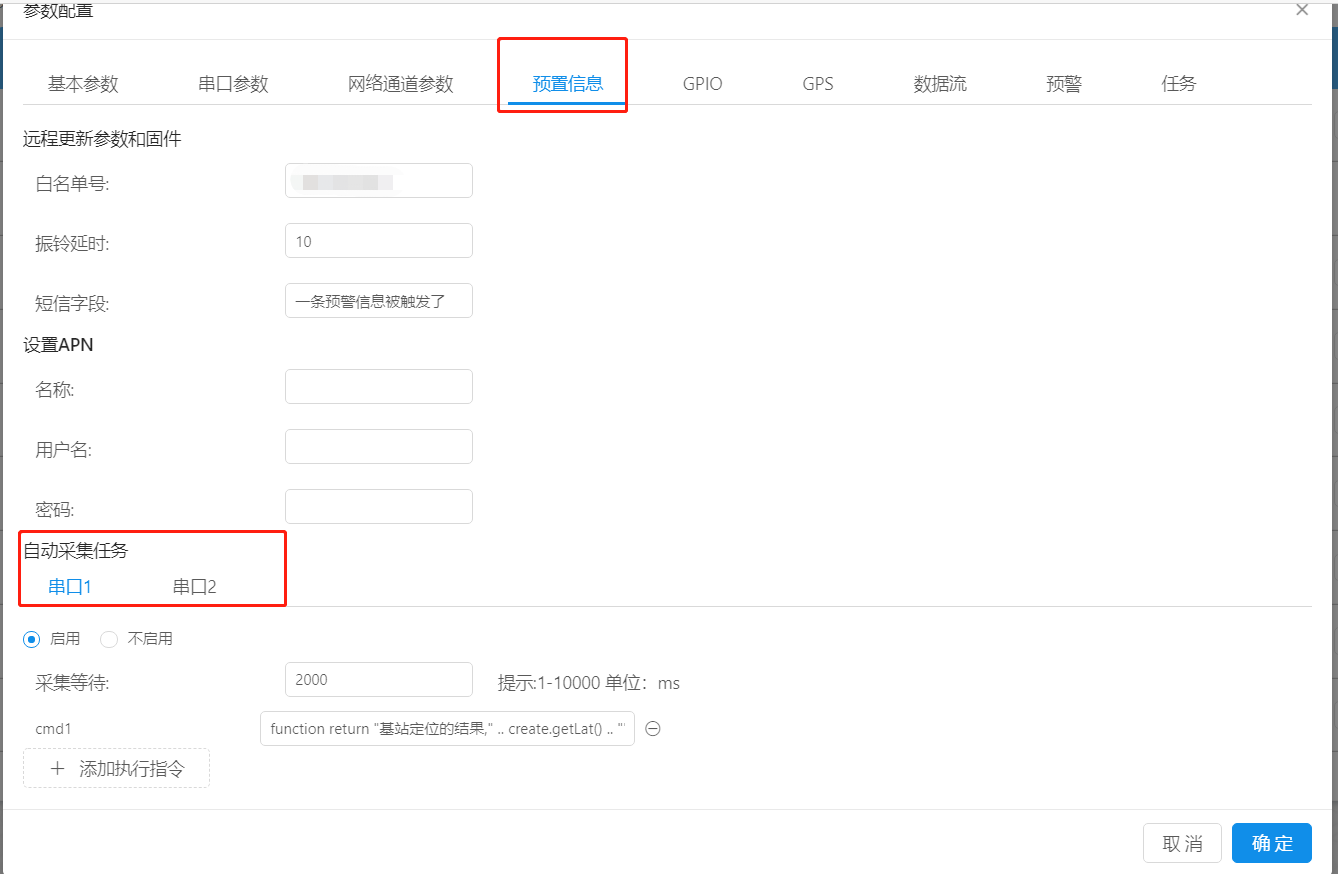 参数配置
基本参数 串口参数 网络通道参数 预置信息 GPIO GPS 数据流 预警 任务
远程更新参数和固件
白名单号:
振铃延时: 10
短信字段: 一条预警信息被触发了
设置APN
名称:
用户名:
密码:
自动采集任务
串口1 串口2
启用 不启用
采集等待: 2000 提示:1-10000 单位：ms
cmd1 function return "基站定位的结果," .. create.getLat() .. "
添加执行指令
取 消 确 定